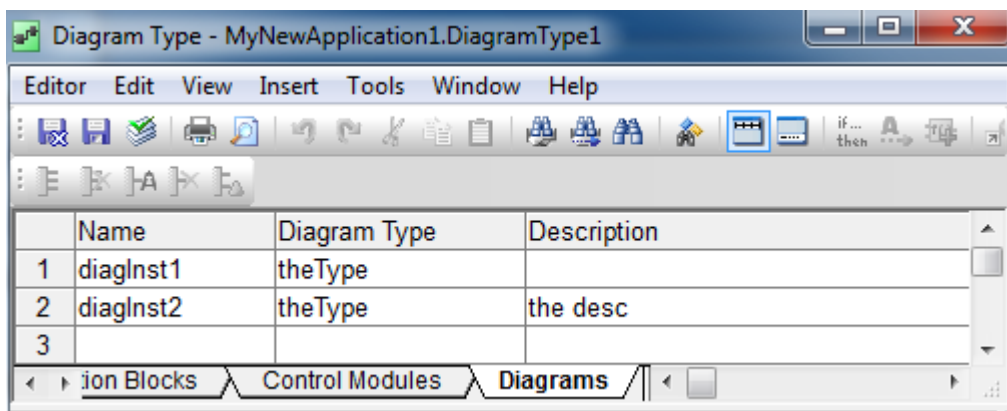 Diagram Type - MyNewApplication1.DiagramType1
Editor Edit View Insert Tools Window Help
if... then A
A
Name Diagram Type Description
1 diagInst1 theType
2 diagInst2 theType the desc
3
tion Blocks Control Modules Diagrams